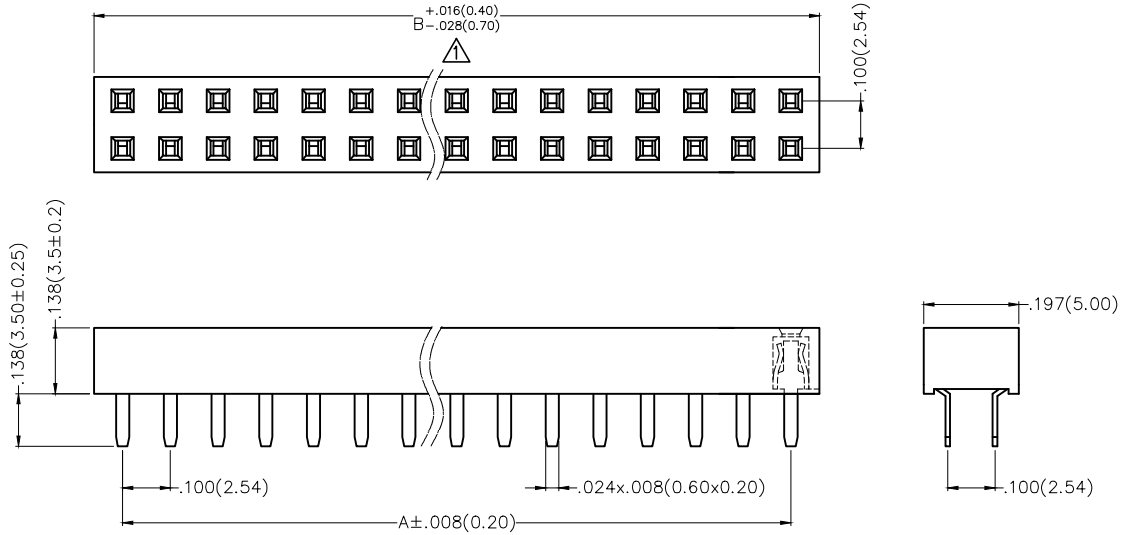 +.016(0.40)
B-.028(0.70)
1
.100(2.54)
.138(3.50±0.25)
.138(3.5±0.2)
.197(5.00)
.100(2.54)
.024x.008(0.60x0.20)
.100(2.54)
A±.008(0.20)